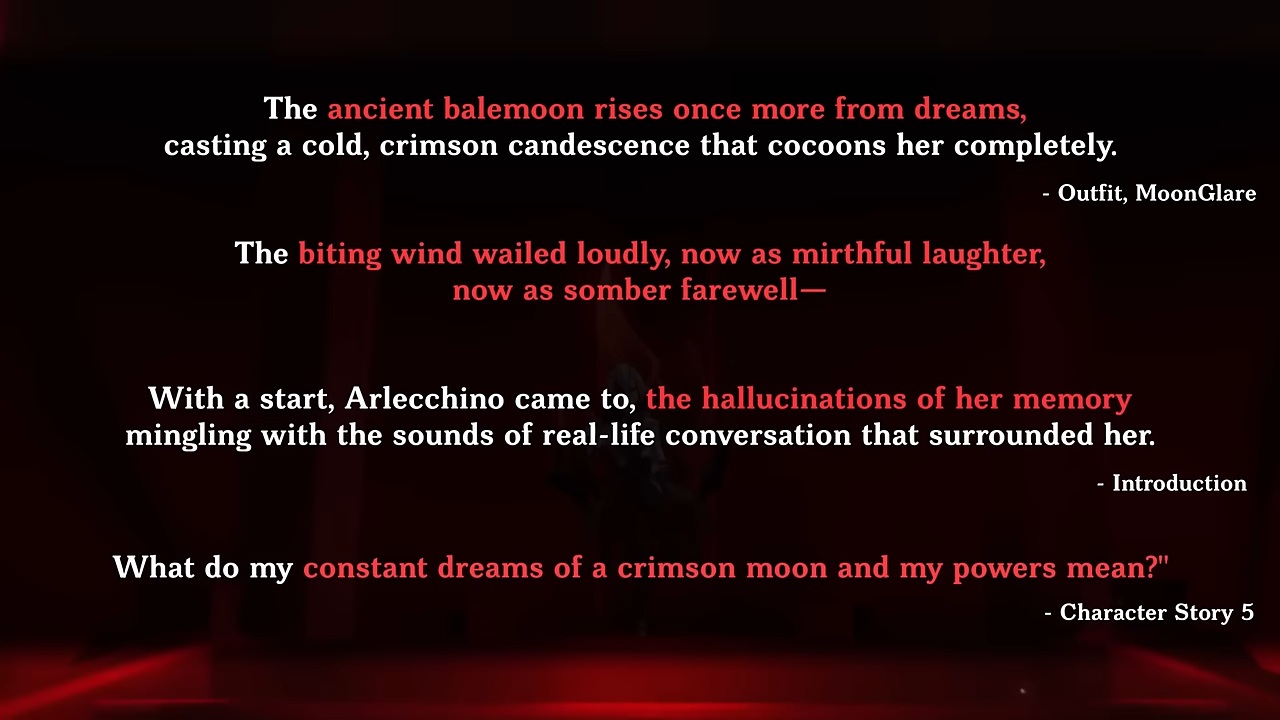 The ancient balemoon rises once more from dreams,
casting a cold, crimson candescence that cocoons her completely.
- Outfit, MoonGlare
The biting wind wailed loudly, now as mirthful laughter,
now as somber farewell—
With a start, Arlecchino came to, the hallucinations of her memory
mingling with the sounds of real-life conversation that surrounded her.
- Introduction
What do my constant dreams of a crimson moon and my powers mean?"
- Character Story 5